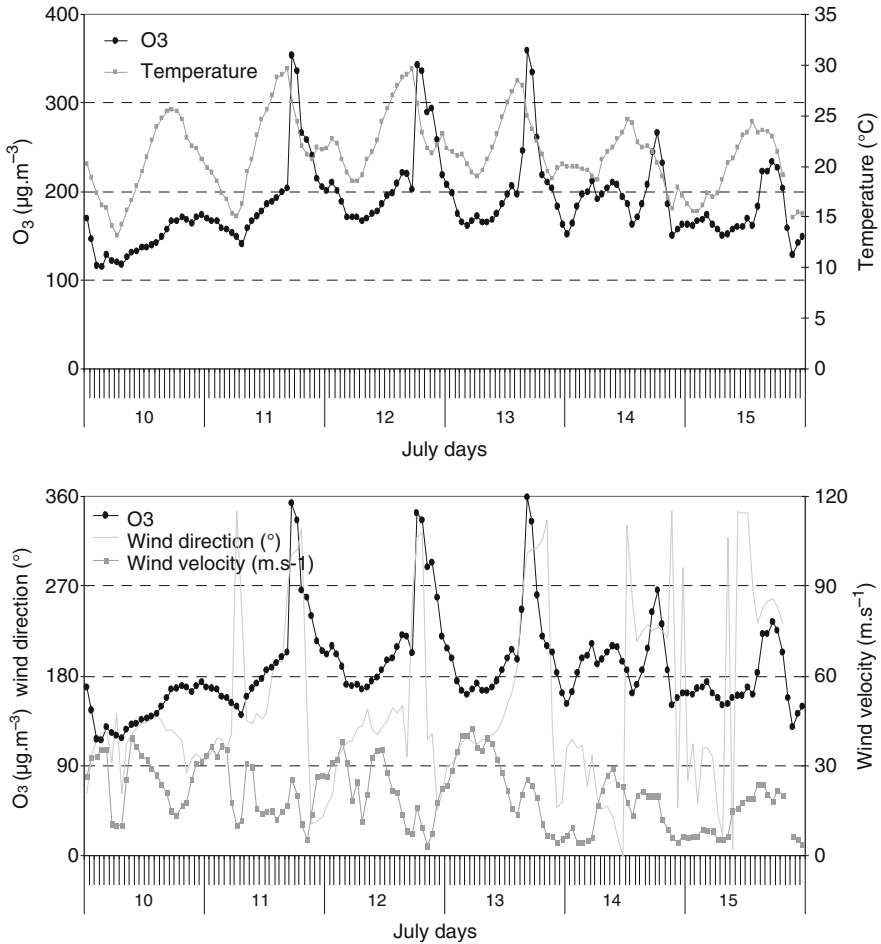 400
35
O3
Temperature
30
300
25
O₃ (µg.m⁻³)
200
20
Temperature (°C)
15
100
10
5
0
0
10 11 12 13 14 15
July days
360
120
O3
Wind direction (°)
Wind velocity (m.s-1)
270
90
O₃ (µg.m⁻³) wind direction (°)
180
60
Wind velocity (m.s⁻¹)
90
30
0
0
10 11 12 13 14 15
July days